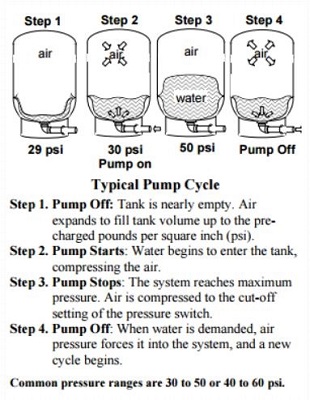 Step 1 Step 2 Step 3 Step 4
air air air air
water
29 psi 30 psi 50 psi Pump Off
Pump on
Typical Pump Cycle
Step 1. Pump Off: Tank is nearly empty. Air
expands to fill tank volume up to the pre-
charged pounds per square inch (psi).
Step 2. Pump Starts: Water begins to enter the tank,
compressing the air.
Step 3. Pump Stops: The system reaches maximum
pressure. Air is compressed to the cut-off
setting of the pressure switch.
Step 4. Pump Off: When water is demanded, air
pressure forces it into the system, and a new
cycle begins.
Common pressure ranges are 30 to 50 or 40 to 60 psi.